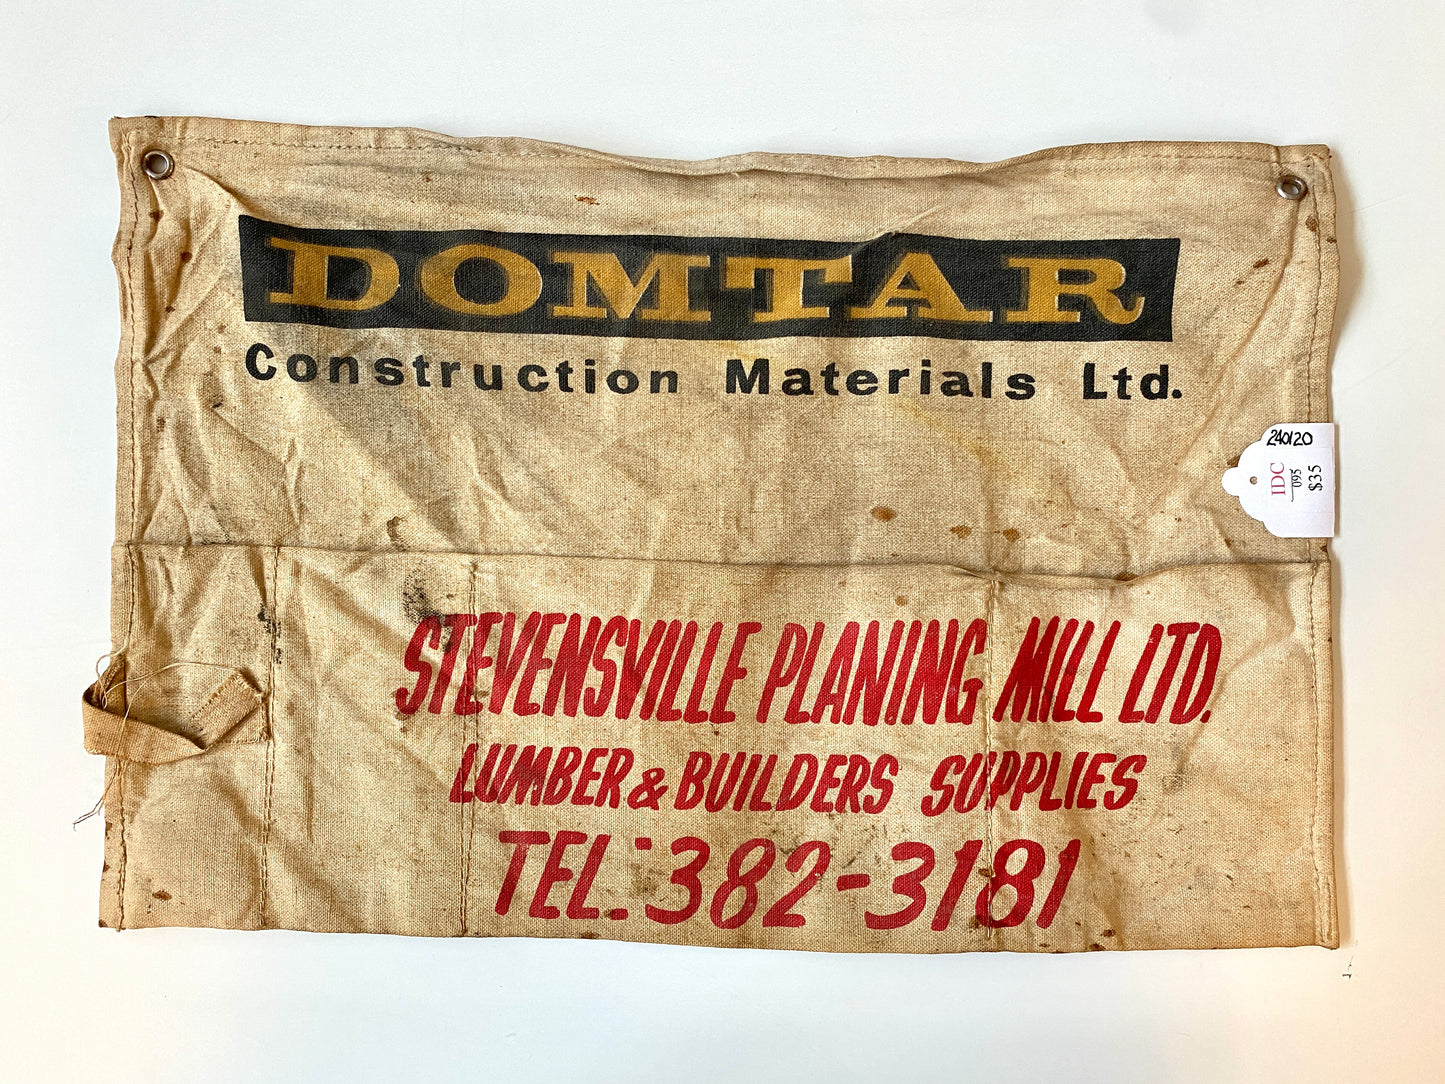 DOMTAR
Construction Materials Ltd.
240120
IDC
095
$35
STEVENSVILLE PLANING MILL LTD.
LUMBER & BUILDERS SUPPLIES
TEL: 382-3181